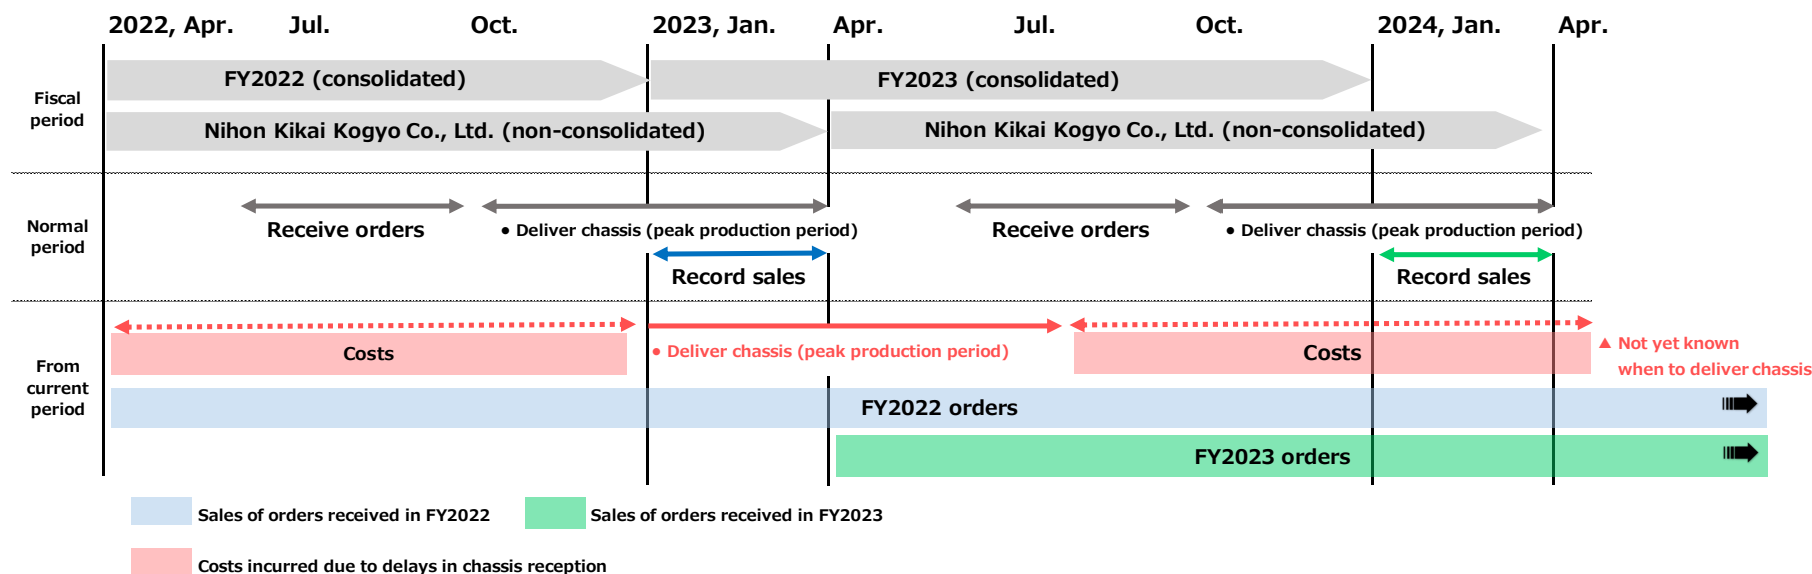 2022, Apr. Jul. Oct. 2023, Jan. Apr. Jul. Oct. 2024, Jan. Apr.
Fiscal
period
FY2022 (consolidated) FY2023 (consolidated)
Nihon Kikai Kogyo Co., Ltd. (non-consolidated) Nihon Kikai Kogyo Co., Ltd. (non-consolidated)
Normal
period
Receive orders ● Deliver chassis (peak production period) Receive orders ● Deliver chassis (peak production period)
Record sales Record sales
From
current
period
Costs ● Deliver chassis (peak production period) Costs ▲ Not yet known
when to deliver chassis
FY2022 orders
FY2023 orders
Sales of orders received in FY2022 Sales of orders received in FY2023
Costs incurred due to delays in chassis reception